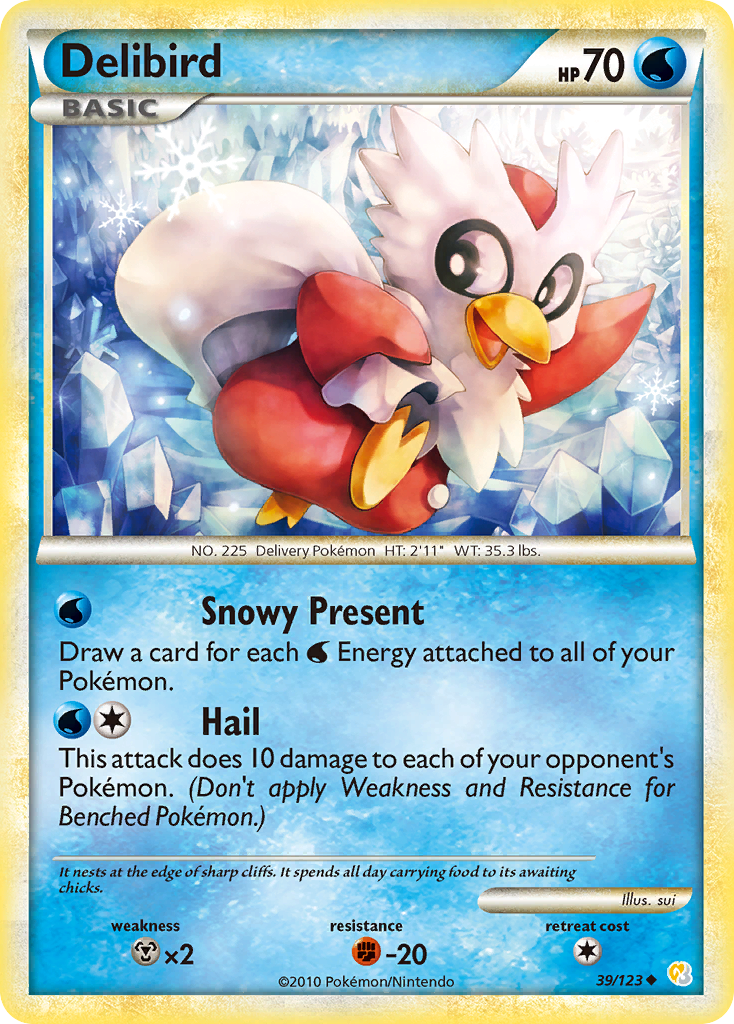 Delibird
HP 70
BASIC
NO. 225 Delivery Pokémon HT: 2'11" WT: 35.3 lbs.
Snowy Present
Draw a card for each Energy attached to all of your
Pokémon.
Hail
This attack does 10 damage to each of your opponent's
Pokémon. (Don't apply Weakness and Resistance for
Benched Pokémon.)
It nests at the edge of sharp cliffs. It spends all day carrying food to its awaiting
chicks.
Illus. sui
weakness resistance retreat cost
×2 -20
©2010 Pokémon/Nintendo
39/123